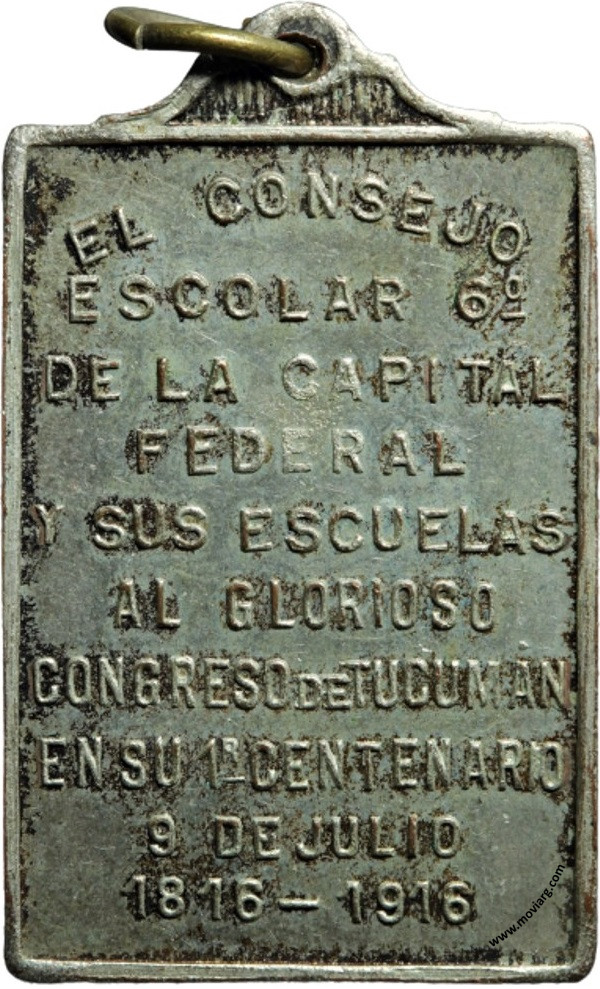 EL CONSEJO
ESCOLAR 6º
DE LA CAPITAL
FEDERAL
Y SUS ESCUELAS
AL GLORIOSO
CONGRESO DE TUCUMAN
EN SU 1R CENTENARIO
9 DE JULIO
1816 – 1916
www.moviarg.com